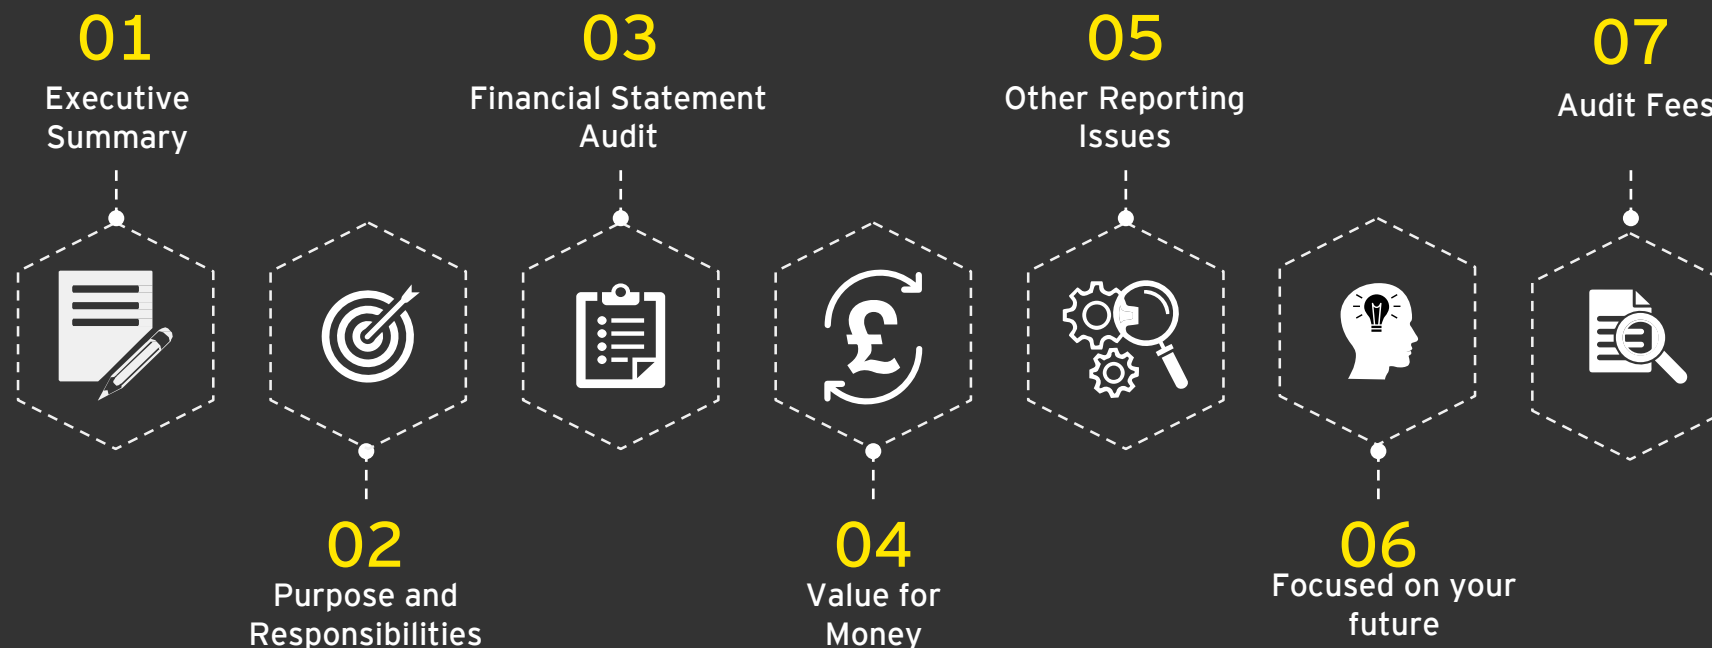 01
Executive
Summary
02
Purpose and
Responsibilities
03
Financial Statement
Audit
04
Value for
Money
05
Other Reporting
Issues
06
Focused on your
future
07
Audit Fees